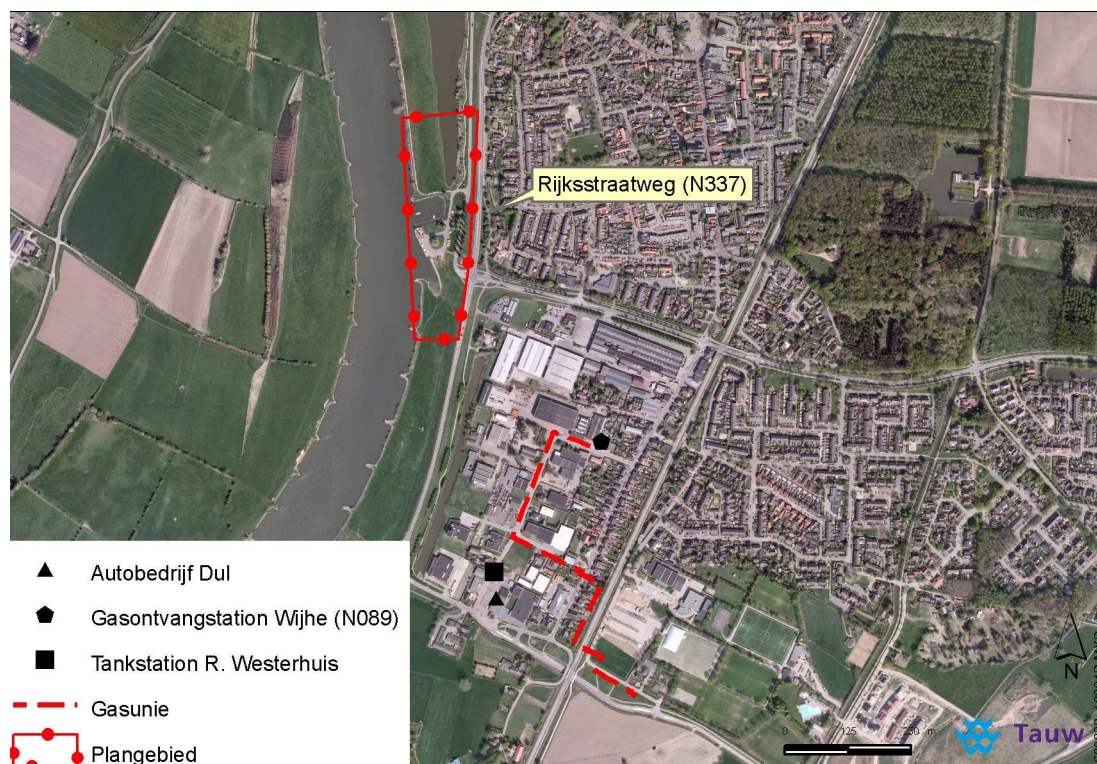 Rijksstraatweg (N337)
Autobedrijf Dul
Gasontvangstation Wijhe (N089)
Tankstation R. Westerhuis
Gasunie
Plangebied
N
0 125 250 m
Tauw